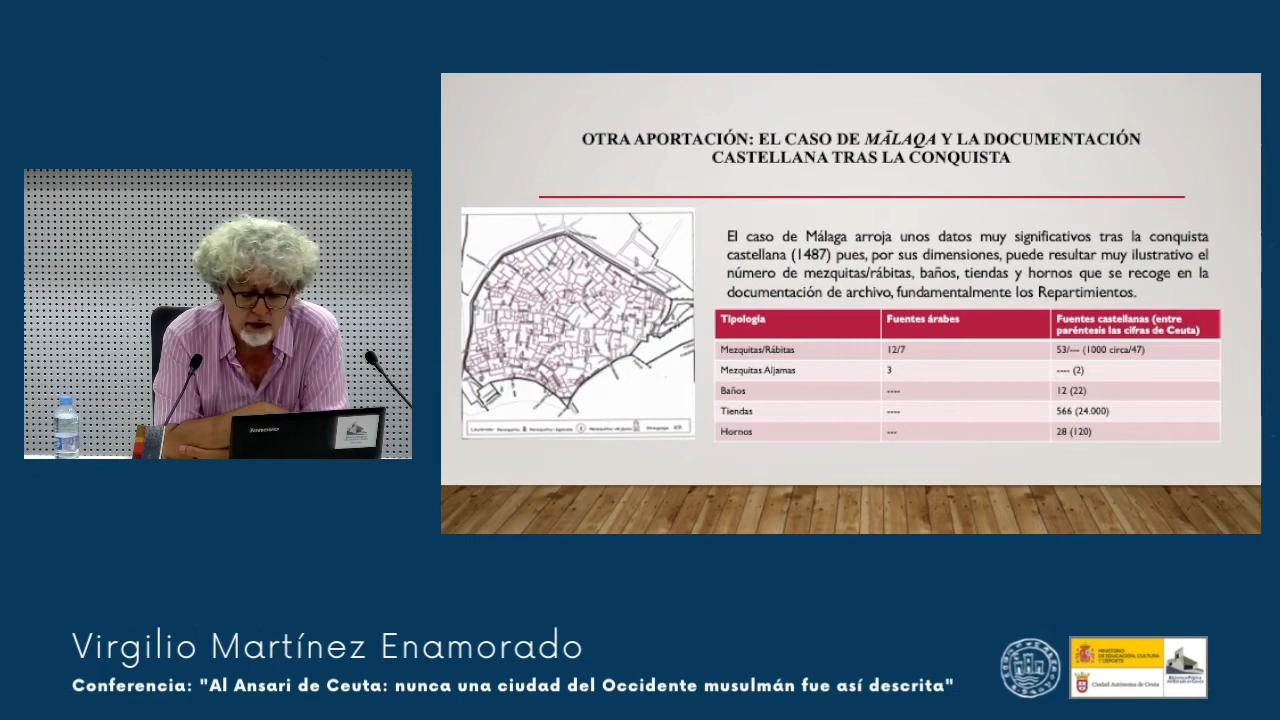 OTRA APORTACIÓN: EL CASO DE MĀLAQA Y LA DOCUMENTACIÓN
CASTELLANA TRAS LA CONQUISTA
El caso de Málaga arroja unos datos muy significativos tras la conquista
castellana (1487) pues, por sus dimensiones, puede resultar muy ilustrativo el
número de mezquitas/rábitas, baños, tiendas y hornos que se recoge en la
documentación de archivo, fundamentalmente los Repartimientos.
Tipología Fuentes árabes Fuentes castellanas (entre
paréntesis las cifras de Ceuta)
Mezquitas/Rábitas 12/7 53/--- (1000 circa/47)
Mezquitas Aljamas 3 ---- (2)
Baños ---- 12 (22)
Tiendas ---- 566 (24.000)
Hornos --- 28 (120)
lenovo
Virgilio Martínez Enamorado
Conferencia: "Al Ansari de Ceuta: nunca una ciudad del Occidente musulmán fue así descrita"
MINISTERIO
DE EDUCACIÓN, CULTURA
Y DEPORTE
Ciudad Autónoma de Ceuta